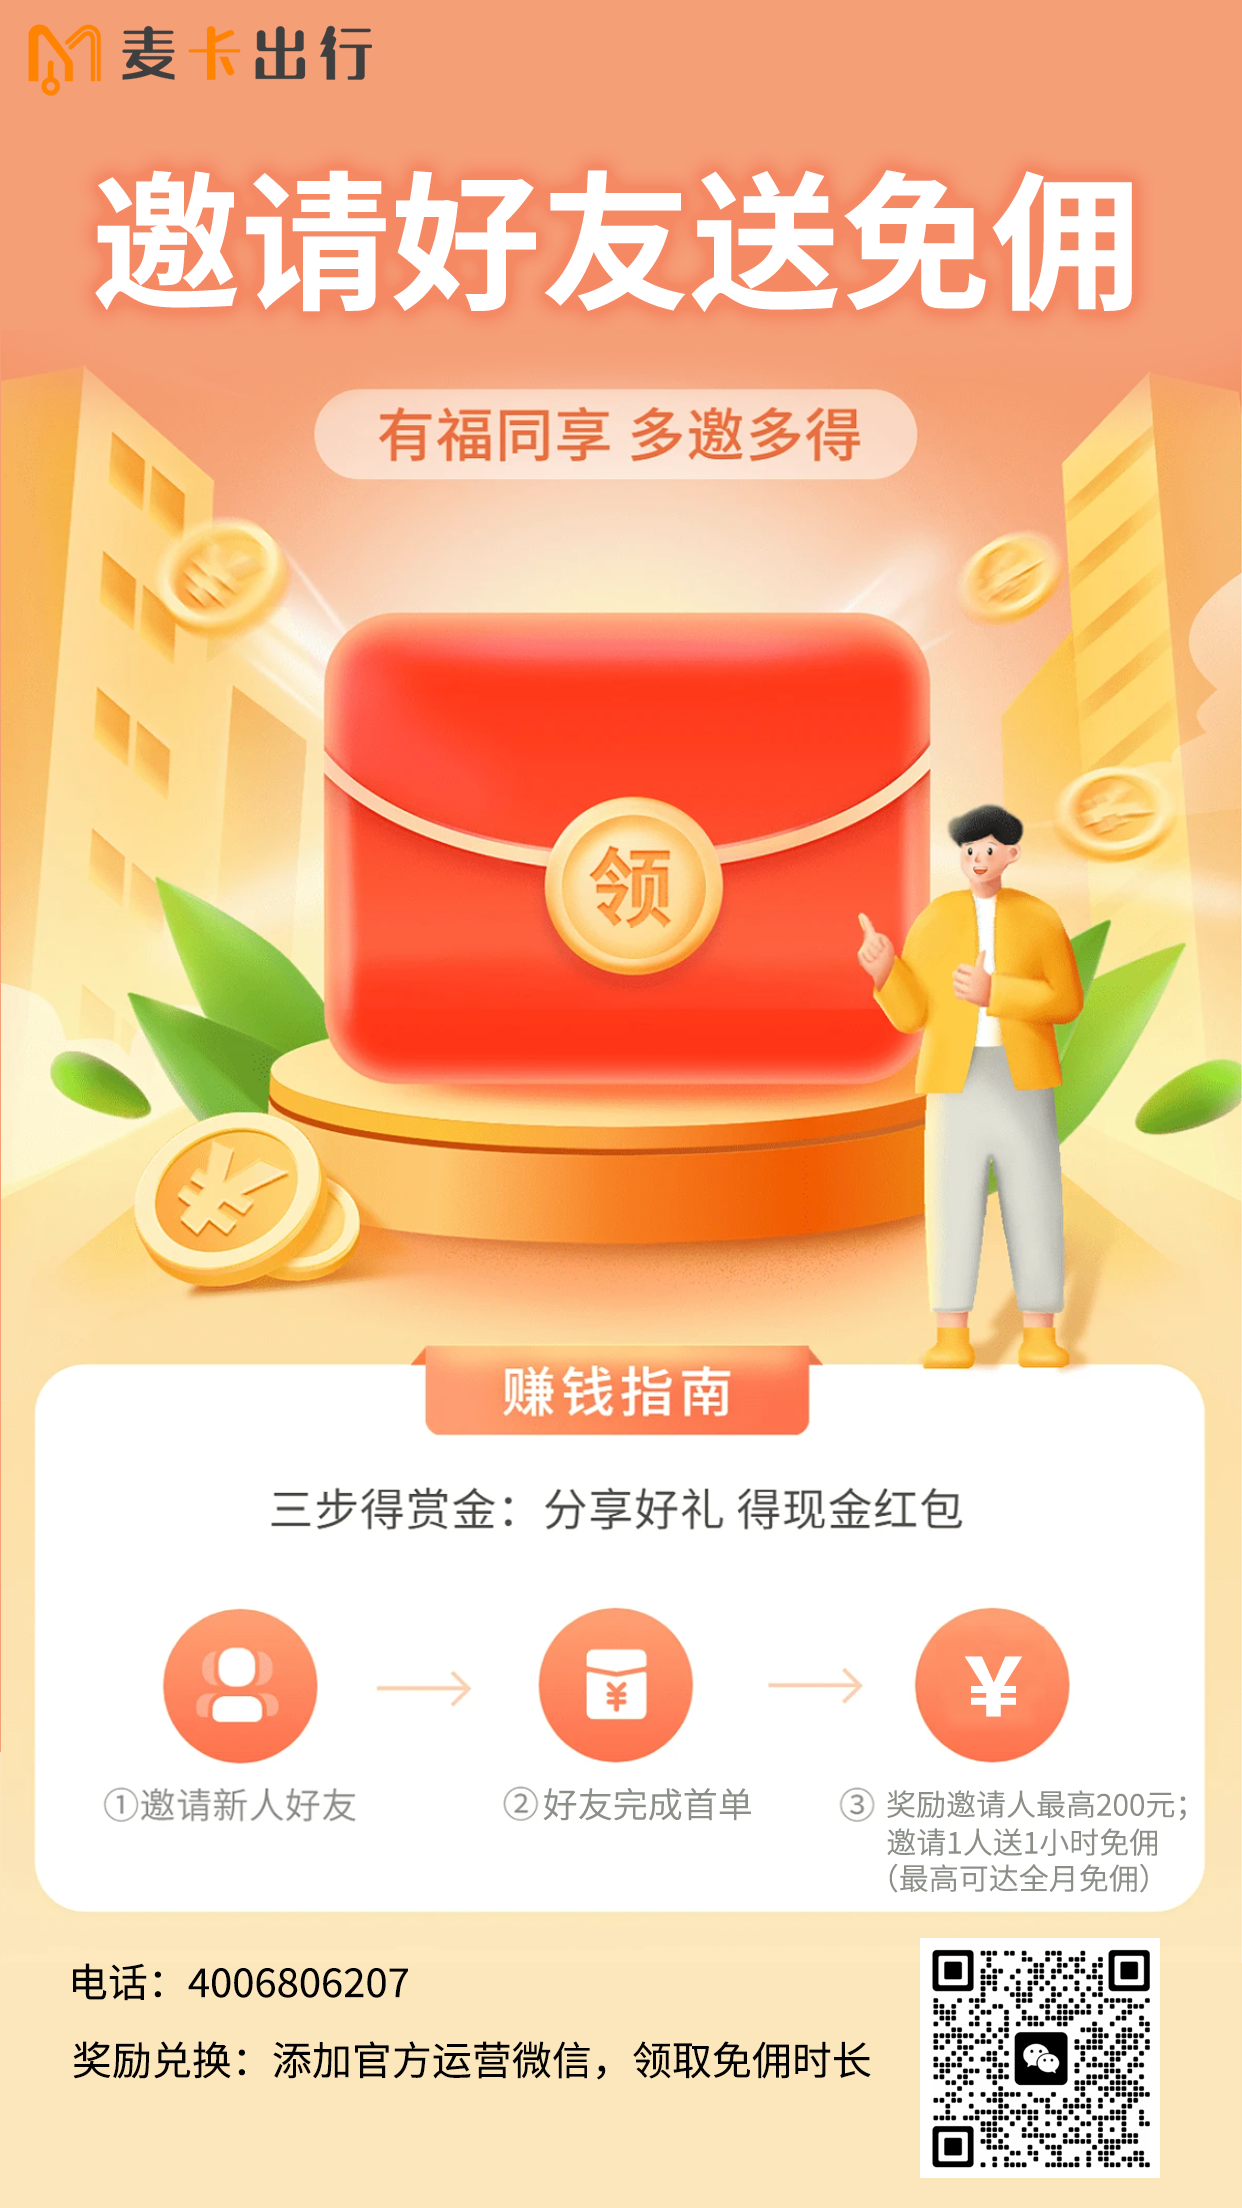 麦卡出行
邀请好友送免佣
有福同享 多邀多得
领
赚钱指南
三步得赏金：分享好礼 得现金红包
①邀请新人好友
②好友完成首单
③ 奖励邀请人最高200元；
邀请1人送1小时免佣
（最高可达全月免佣）
电话：4006806207
奖励兑换：添加官方运营微信，领取免佣时长